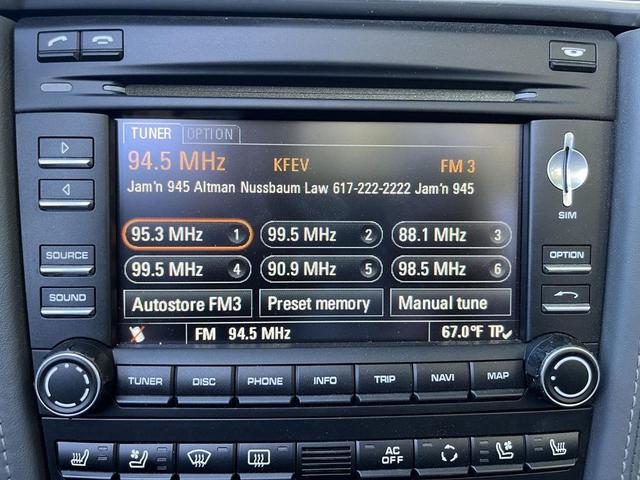 TUNER OPTION
94.5 MHz KFEV FM 3
Jam'n 945 Altman Nussbaum Law 617-222-2222 Jam'n 945
95.3 MHz 1 99.5 MHz 2 88.1 MHz 3
99.5 MHz 4 90.9 MHz 5 98.5 MHz 6
Autostore FM3 Preset memory Manual tune
FM 94.5 MHz 67.0°F TP
SIM
SOURCE
OPTION
SOUND
TUNER DISC PHONE INFO TRIP NAVI MAP
AC
OFF